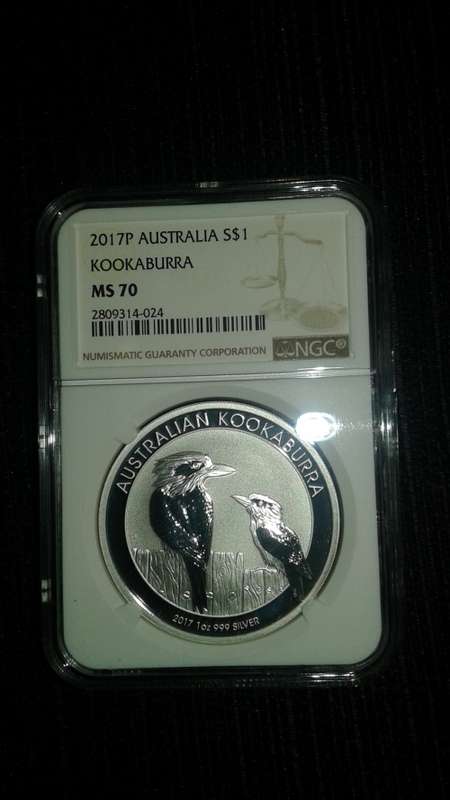 2017P AUSTRALIA S$1
KOOKABURRA
MS 70
2809314-024
NUMISMATIC GUARANTY CORPORATION
NGC®
AUSTRALIAN KOOKABURRA
2017 1oz 999 SILVER